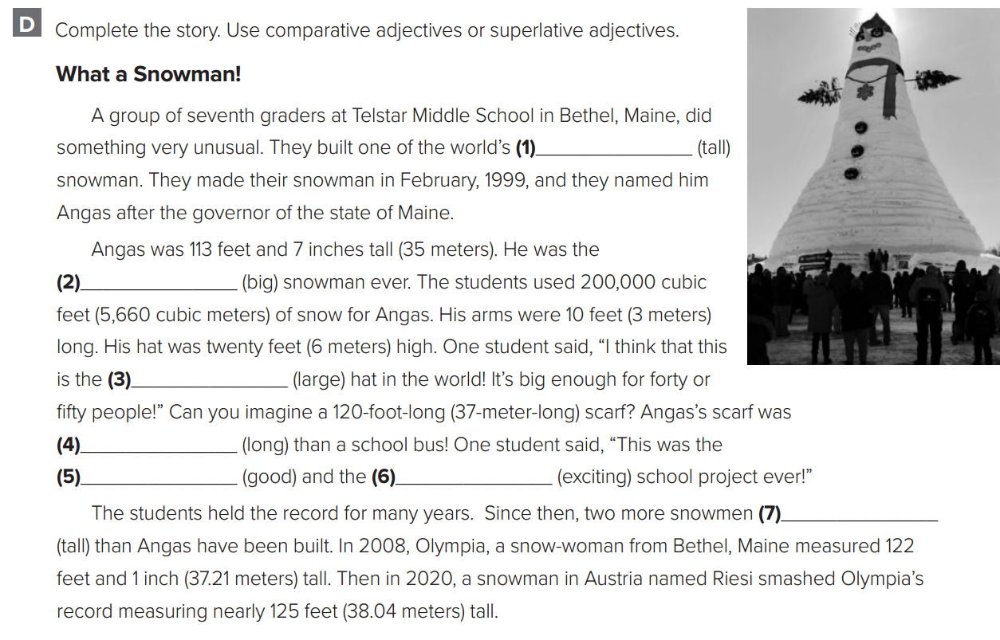 D Complete the story. Use comparative adjectives or superlative adjectives.
What a Snowman!
A group of seventh graders at Telstar Middle School in Bethel, Maine, did
something very unusual. They built one of the world’s (1)______________ (tall)
snowman. They made their snowman in February, 1999, and they named him
Angas after the governor of the state of Maine.
Angas was 113 feet and 7 inches tall (35 meters). He was the
(2)______________ (big) snowman ever. The students used 200,000 cubic
feet (5,660 cubic meters) of snow for Angas. His arms were 10 feet (3 meters)
long. His hat was twenty feet (6 meters) high. One student said, “I think that this
is the (3)______________ (large) hat in the world! It’s big enough for forty or
fifty people!” Can you imagine a 120-foot-long (37-meter-long) scarf? Angas’s scarf was
(4)______________ (long) than a school bus! One student said, “This was the
(5)______________ (good) and the (6)______________ (exciting) school project ever!”
The students held the record for many years. Since then, two more snowmen (7)______________
(tall) than Angas have been built. In 2008, Olympia, a snow-woman from Bethel, Maine measured 122
feet and 1 inch (37.21 meters) tall. Then in 2020, a snowman in Austria named Riesi smashed Olympia’s
record measuring nearly 125 feet (38.04 meters) tall.